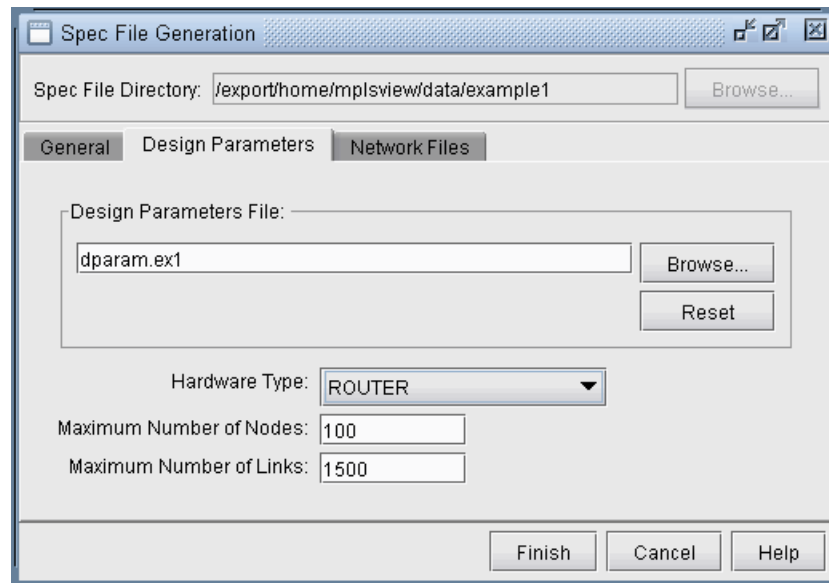 Spec File Generation
Spec File Directory: /export/home/mplsview/data/example1 Browse...
General Design Parameters Network Files
Design Parameters File:
dparam.ex1 Browse...
Reset
Hardware Type: ROUTER
Maximum Number of Nodes: 100
Maximum Number of Links: 1500
Finish Cancel Help